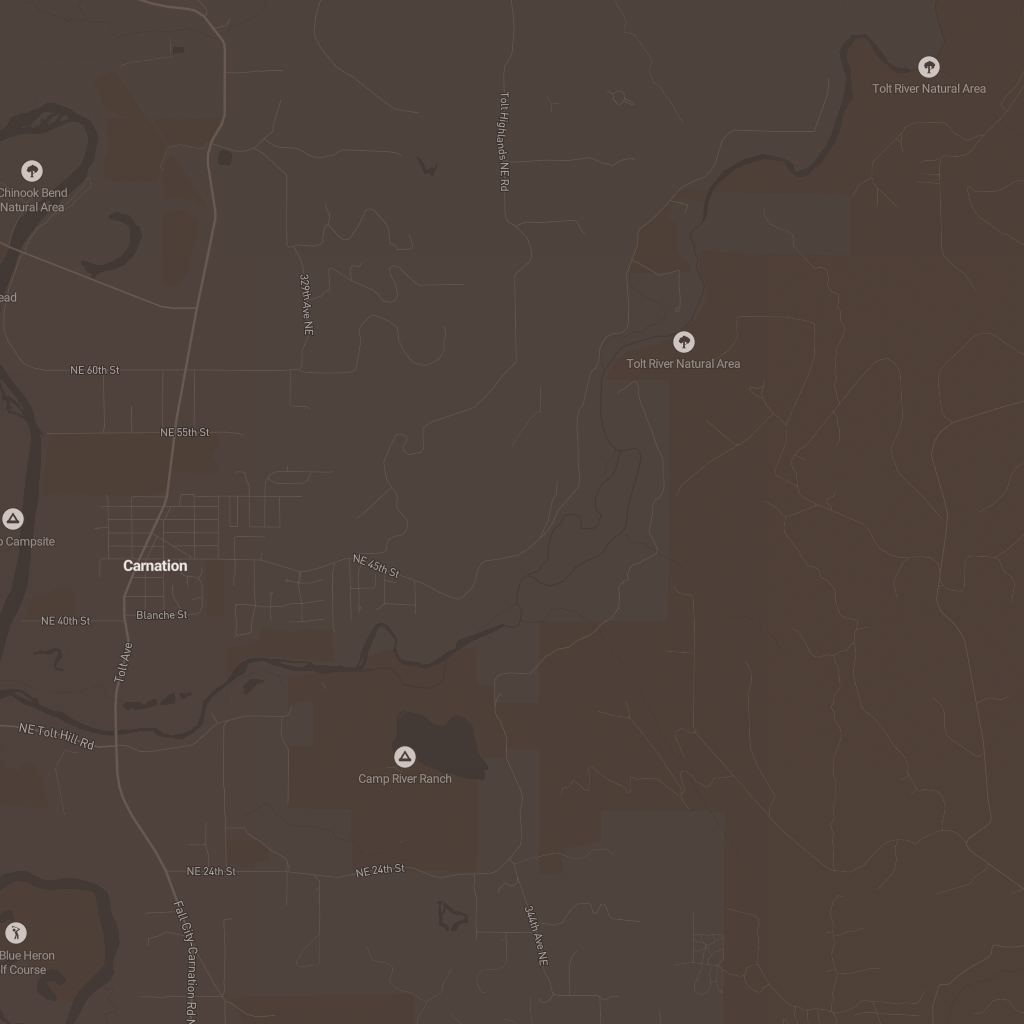 Tolt River Natural Area
Tolt Highlands NE Rd
Chinook Bend
Natural Area
329th Ave NE
Tolt River Natural Area
NE 60th St
NE 55th St
Campsite
Carnation
NE 45th St
Blanche St
NE 40th St
Tolt Ave
NE Tolt Hill Rd
Camp River Ranch
NE 24th St
NE 24th St
Fall City-Carnation Rd
344th Ave NE
Blue Heron
lf Course